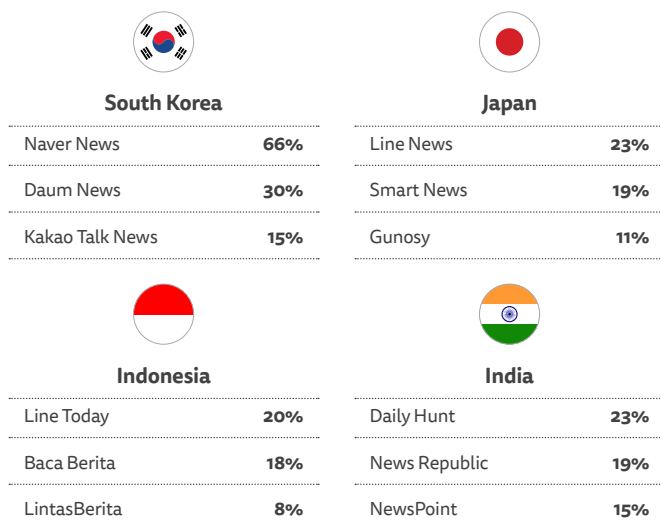 South Korea
Naver News 66%
Daum News 30%
Kakao Talk News 15%
Japan
Line News 23%
Smart News 19%
Gunosy 11%
Indonesia
Line Today 20%
Baca Berita 18%
LintasBerita 8%
India
Daily Hunt 23%
News Republic 19%
NewsPoint 15%